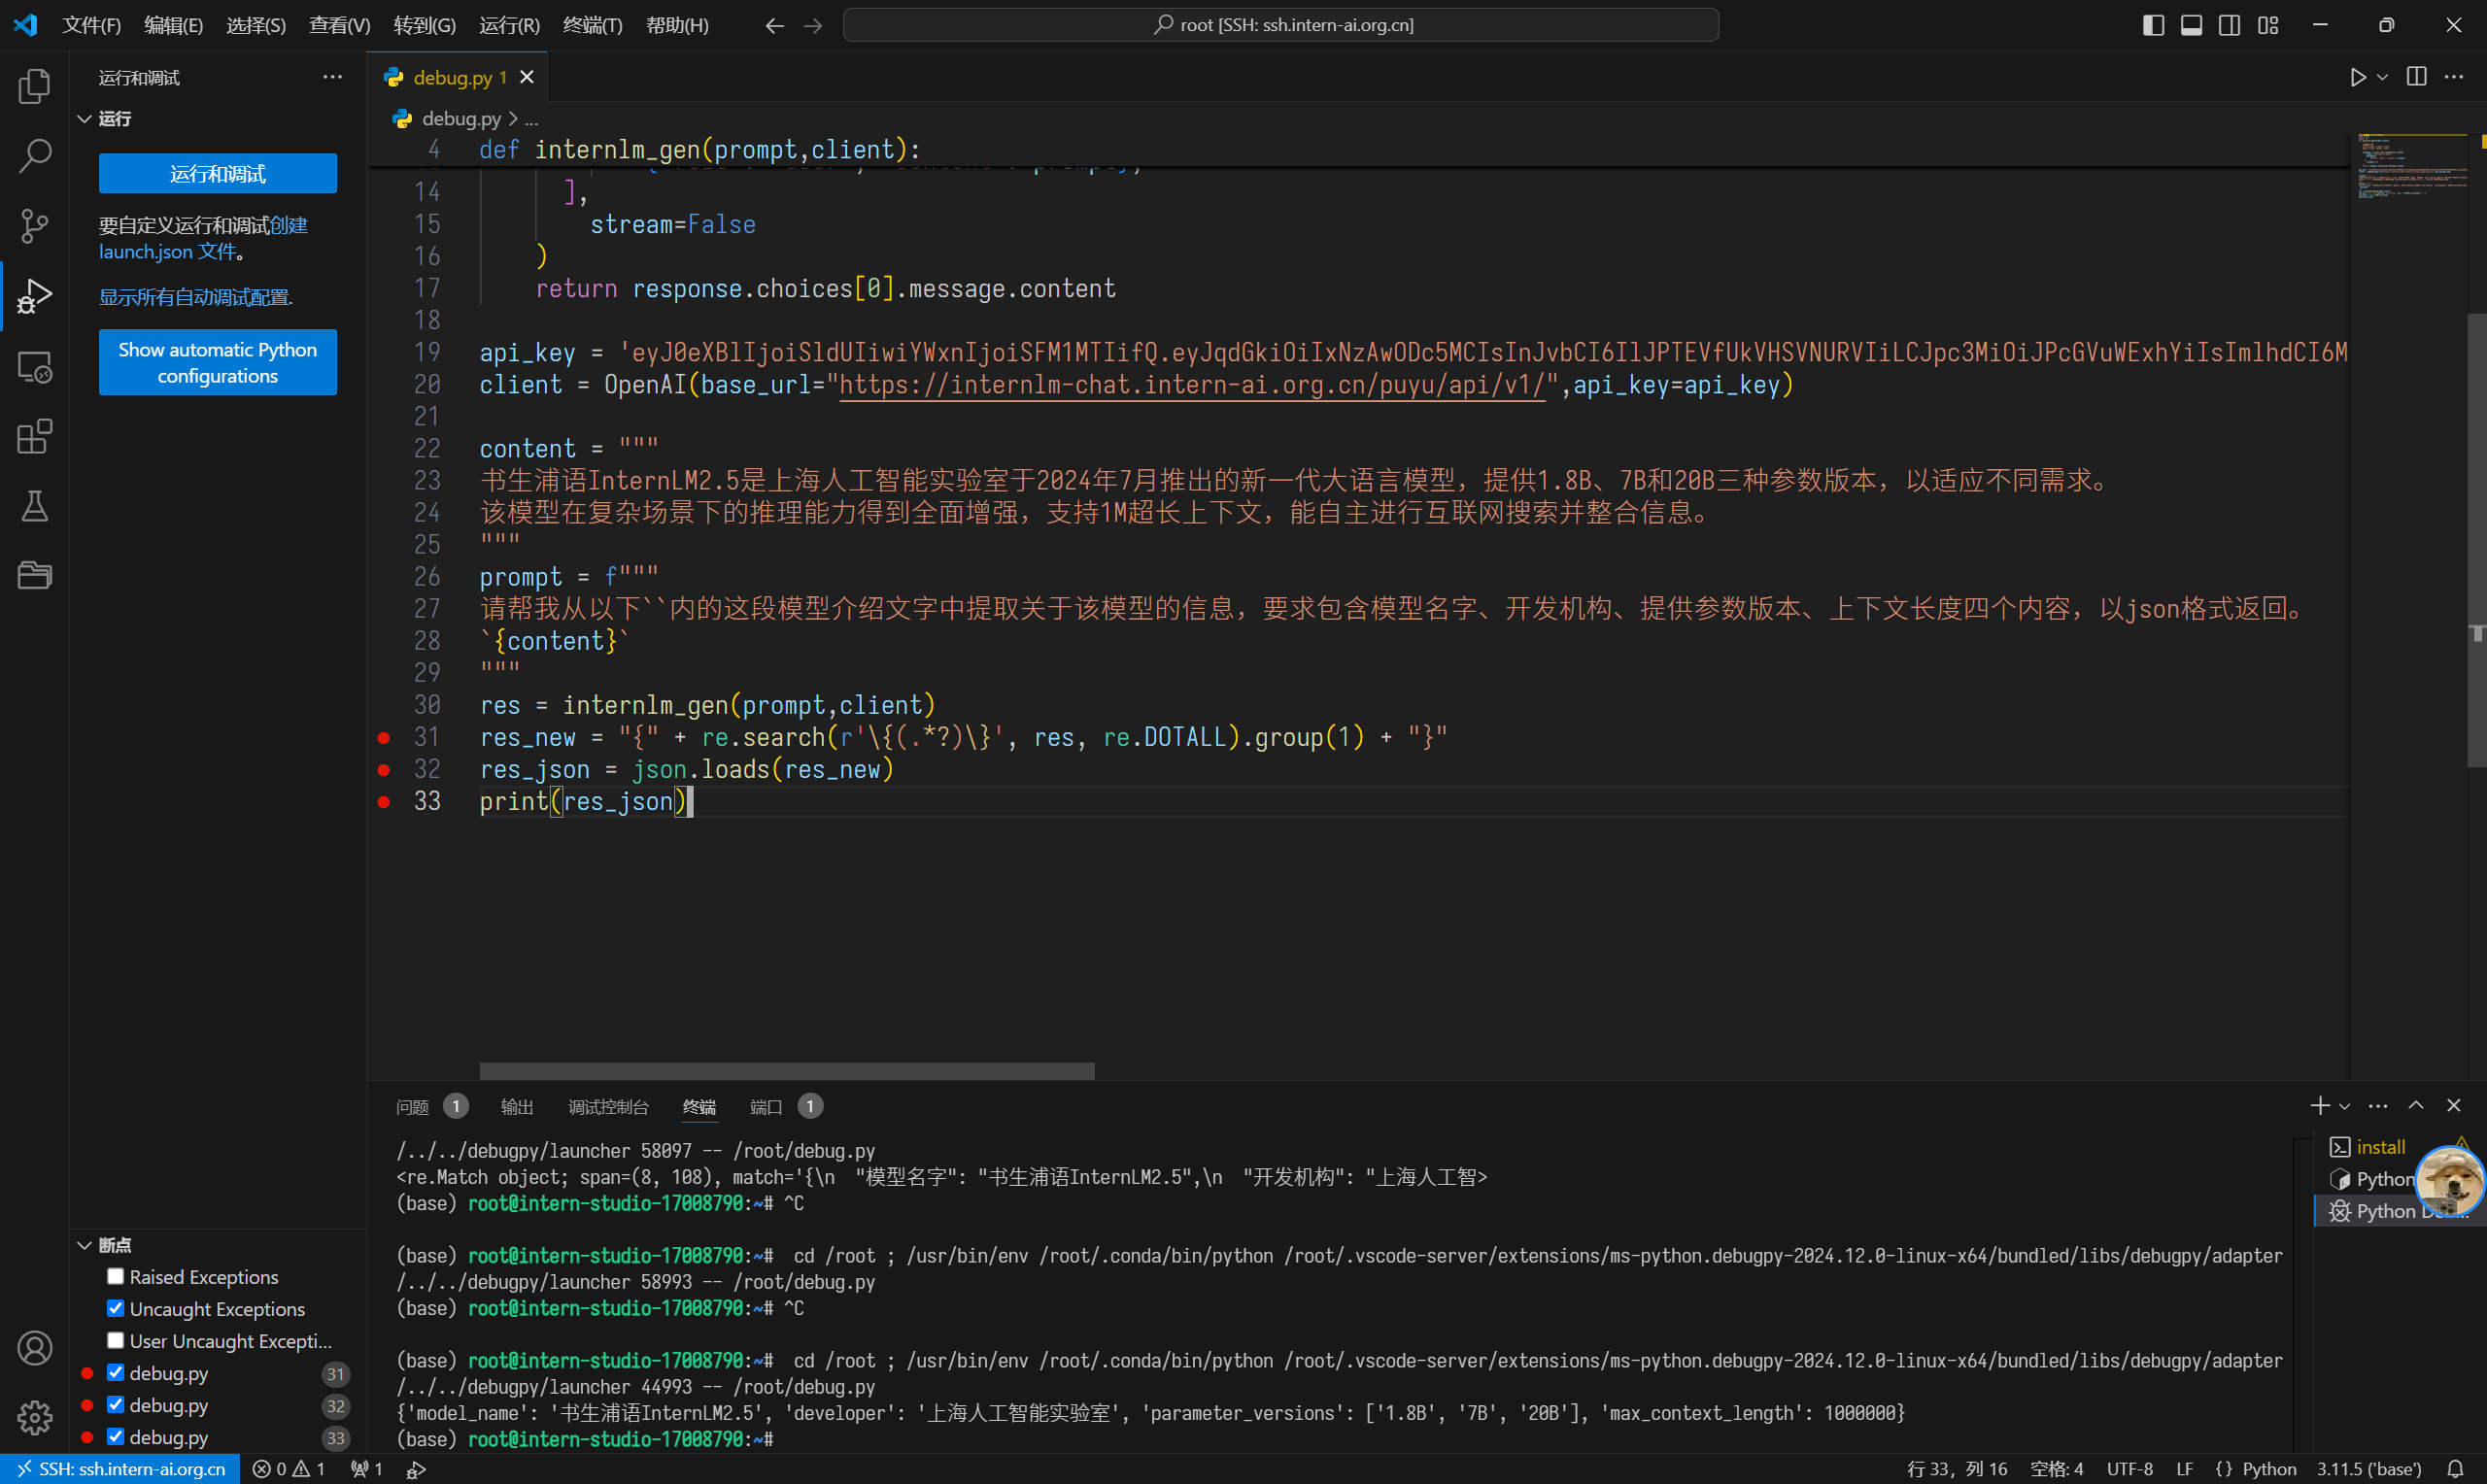 文件(F) 编辑(E) 选择(S) 查看(V) 转到(G) 运行(R) 终端(T) 帮助(H)
root [SSH: ssh.intern-ai.org.cn]
运行和调试
运行
运行和调试
要自定义运行和调试创建
launch.json 文件。
显示所有自动调试配置.
Show automatic Python
configurations
debug.py 1
debug.py > ...
4 def internlm_gen(prompt,client):
14 ],
15 stream=False
16 )
17 return response.choices[0].message.content
18
19 api_key = 'eyJ0eXBlIjoiSldUIiwiYWxnIjoiSFM1MTIifQ.eyJqdGkiOiIxNzAwODc5MCIsInJvbCI6IlJPTEVfUkVHSVNURVIiLCJpc3MiOiJPcGVuWExhYiIsImlhdCI6M
20 client = OpenAI(base_url="https://internlm-chat.intern-ai.org.cn/puyu/api/v1/",api_key=api_key)
21
22 content = """
23 书生浦语InternLM2.5是上海人工智能实验室于2024年7月推出的新一代大语言模型，提供1.8B、7B和20B三种参数版本，以适应不同需求。
24 该模型在复杂场景下的推理能力得到全面增强，支持1M超长上下文，能自主进行互联网搜索并整合信息。
25 """
26 prompt = f"""
27 请帮我从以下``内的这段模型介绍文字中提取关于该模型的信息，要求包含模型名字、开发机构、提供参数版本、上下文长度四个内容，以json格式返回。
28 `{content}`
29 """
30 res = internlm_gen(prompt,client)
31 res_new = "{" + re.search(r'\{(.*?)\}', res, re.DOTALL).group(1) + "}"
32 res_json = json.loads(res_new)
33 print(res_json)
问题 1 输出 调试控制台 终端 端口 1
/../../debugpy/launcher 58097 -- /root/debug.py
<re.Match object; span=(8, 108), match='{\n  "模型名字": "书生浦语InternLM2.5",\n  "开发机构": "上海人工智>
(base) root@intern-studio-17008790:~# ^C
(base) root@intern-studio-17008790:~#  cd /root ; /usr/bin/env /root/.conda/bin/python /root/.vscode-server/extensions/ms-python.debugpy-2024.12.0-linux-x64/bundled/libs/debugpy/adapter
/../../debugpy/launcher 58993 -- /root/debug.py
(base) root@intern-studio-17008790:~# ^C
(base) root@intern-studio-17008790:~#  cd /root ; /usr/bin/env /root/.conda/bin/python /root/.vscode-server/extensions/ms-python.debugpy-2024.12.0-linux-x64/bundled/libs/debugpy/adapter
/../../debugpy/launcher 44993 -- /root/debug.py
{'model_name': '书生浦语InternLM2.5', 'developer': '上海人工智能实验室', 'parameter_versions': ['1.8B', '7B', '20B'], 'max_context_length': 1000000}
(base) root@intern-studio-17008790:~#
install
Python
Python
断点
Raised Exceptions
Uncaught Exceptions
User Uncaught Excepti...
debug.py 31
debug.py 32
debug.py 33
SSH: ssh.intern-ai.org.cn 0 1 1
行 33，列 16 空格: 4 UTF-8 LF {} Python 3.11.5 ('base')